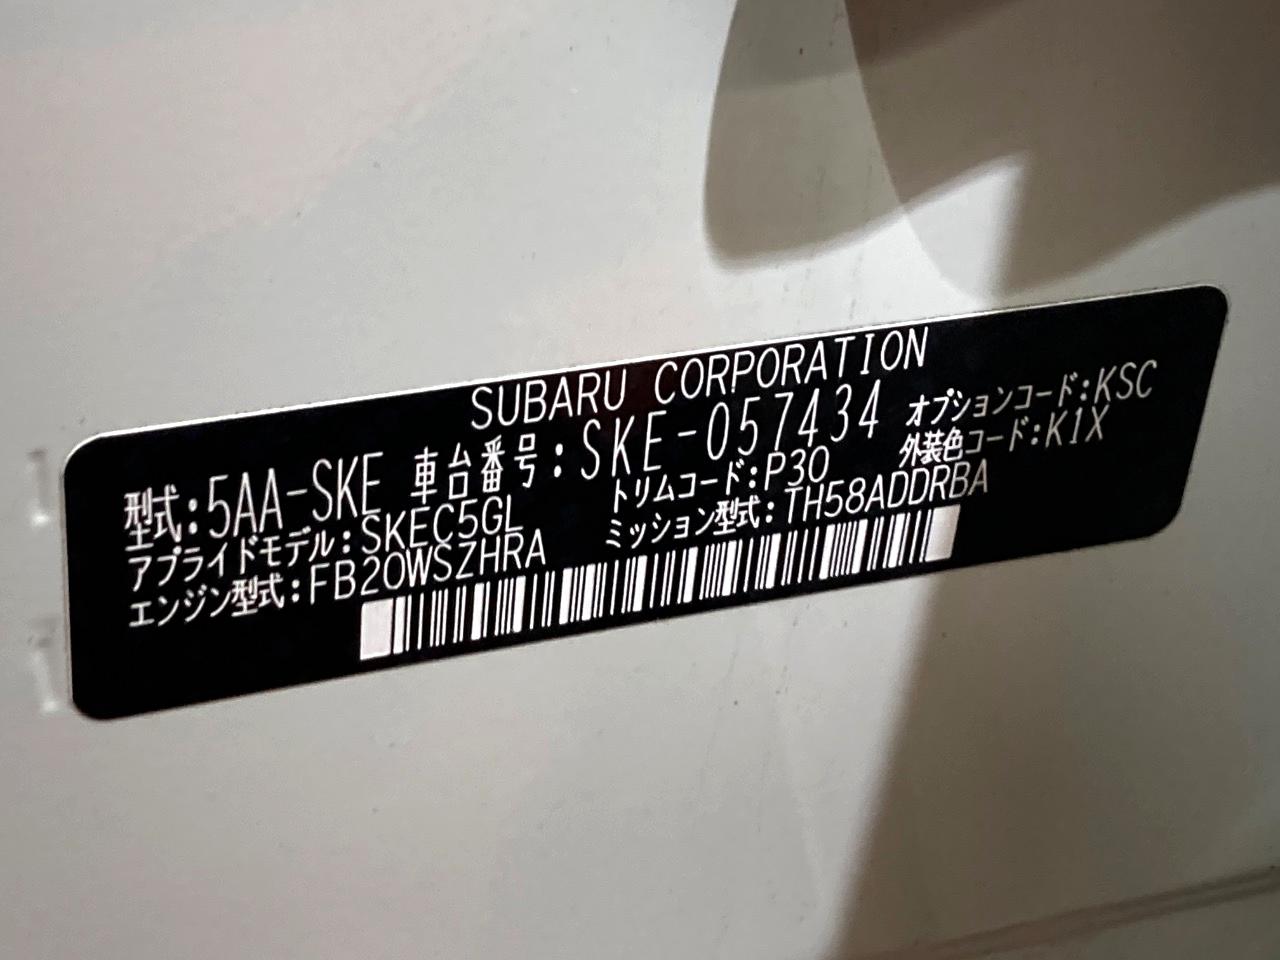 SUBARU CORPORATION
型式:5AA-SKE 車台番号:SKE-057434 オプションコード:KSC
アプライドモデル:SKEC5GL トリムコード:P30 外装色コード:K1X
エンジン型式:FB20WSZHRA ミッション型式:TH58ADDRBA